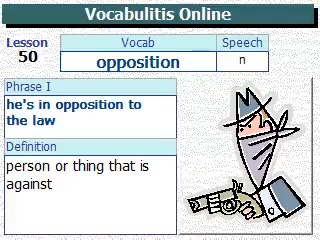 Vocabulitis Online
Lesson
50
Vocab
Speech
opposition
n
Phrase I
he's in opposition to
the law
Definition
person or thing that is
against